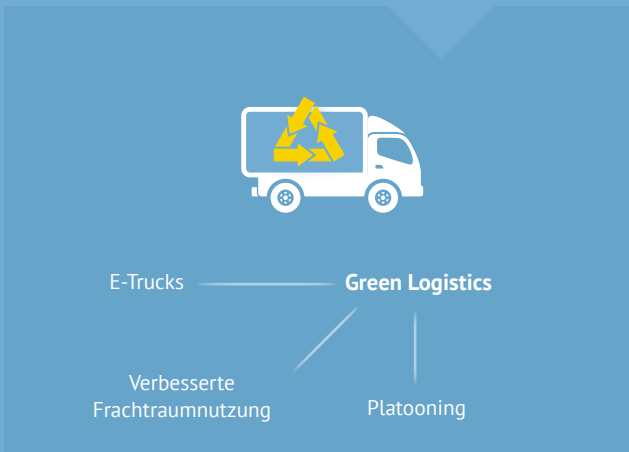 E-Trucks
Green Logistics
Verbesserte
Frachtraumnutzung
Platooning